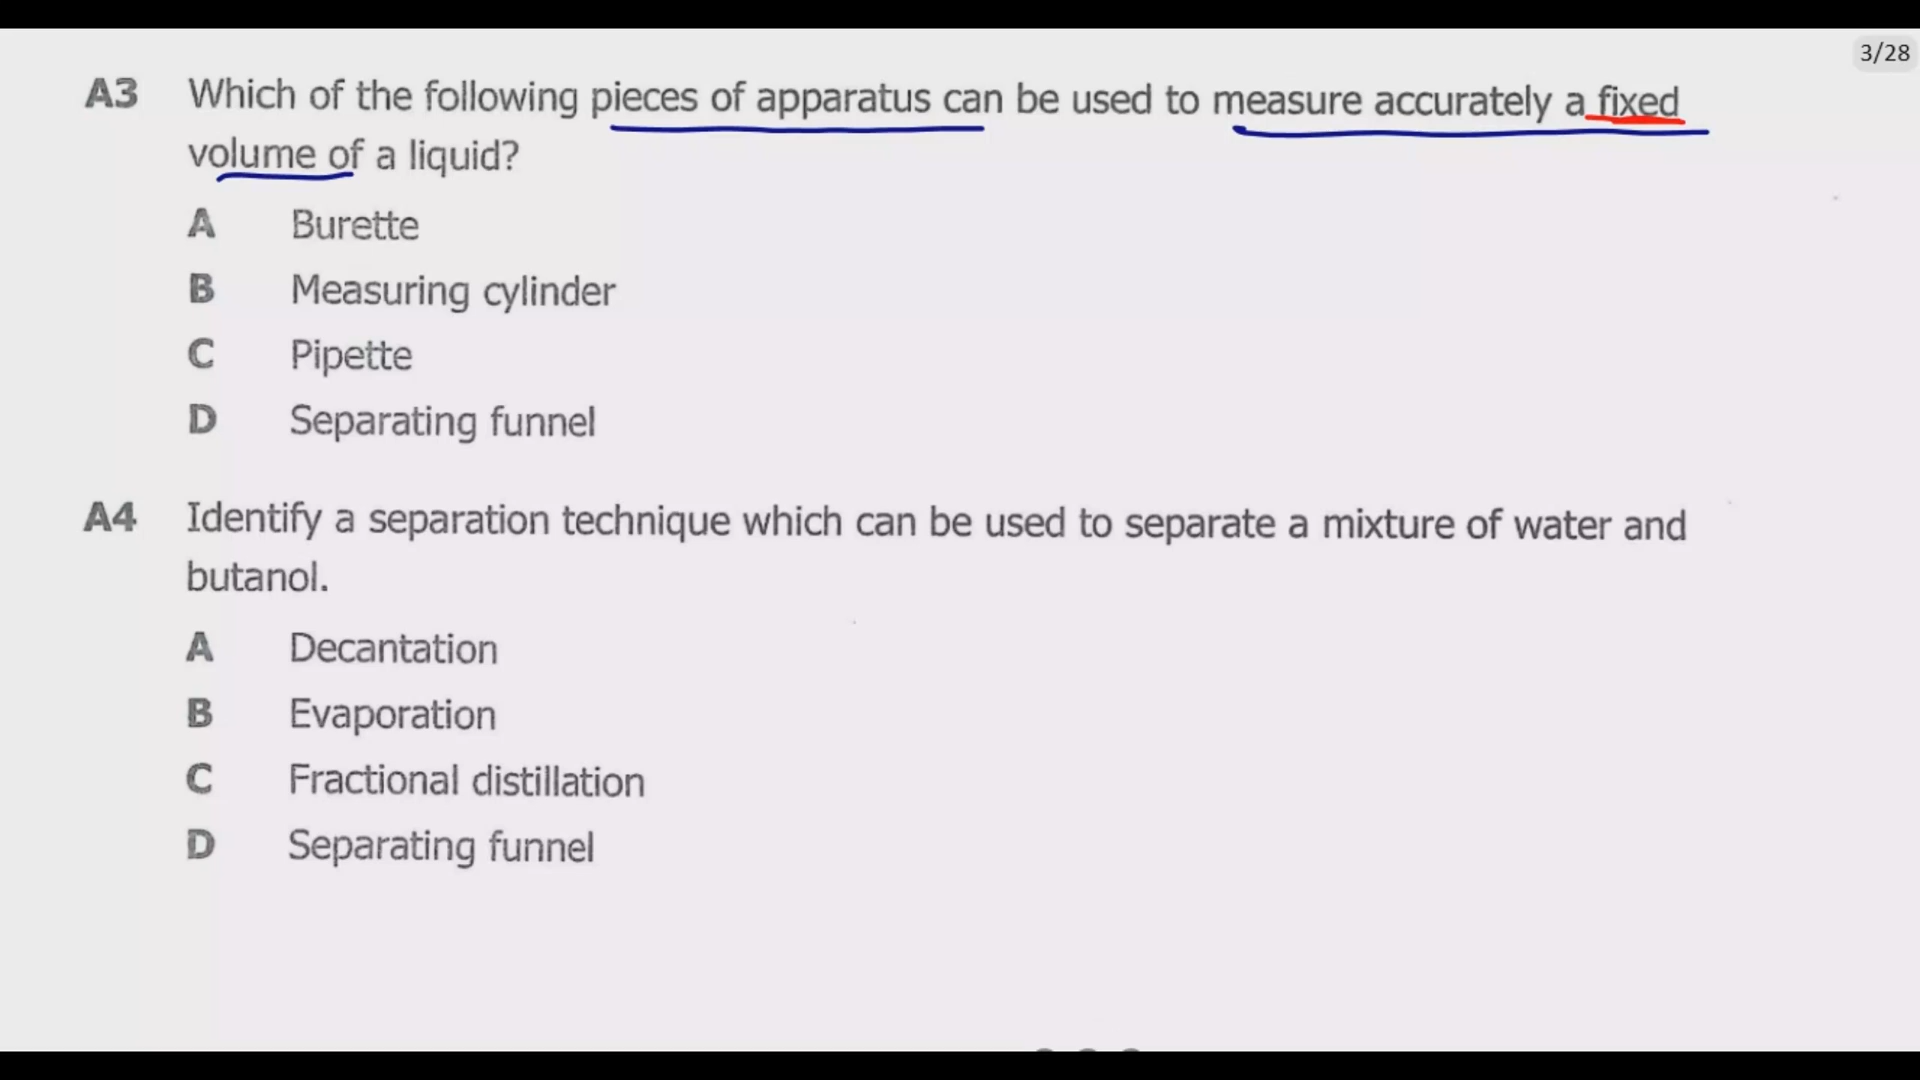 3/28
A3 Which of the following pieces of apparatus can be used to measure accurately a fixed
volume of a liquid?
A Burette
B Measuring cylinder
C Pipette
D Separating funnel
A4 Identify a separation technique which can be used to separate a mixture of water and
butanol.
A Decantation
B Evaporation
C Fractional distillation
D Separating funnel